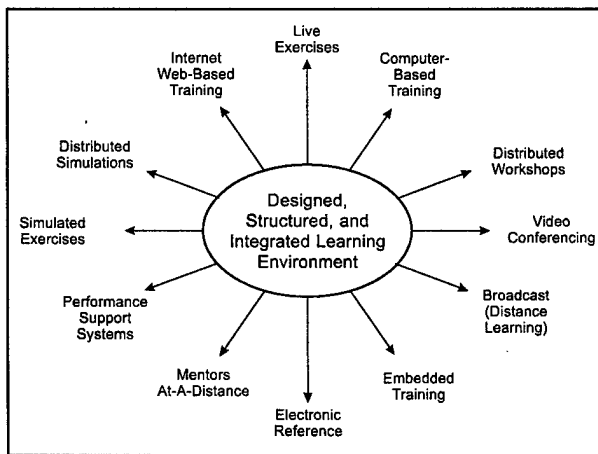 Live
Exercises
Internet
Web-Based
Training
Computer-
Based
Training
Distributed
Simulations
Distributed
Workshops
Designed,
Structured, and
Integrated Learning
Environment
Simulated
Exercises
Video
Conferencing
Performance
Support
Systems
Broadcast
(Distance
Learning)
Mentors
At-A-Distance
Embedded
Training
Electronic
Reference